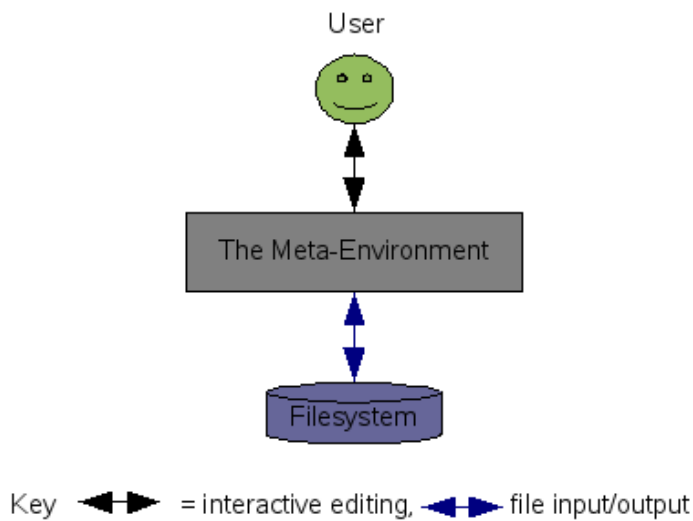 User
The Meta-Environment
Filesystem
Key = interactive editing, file input/output